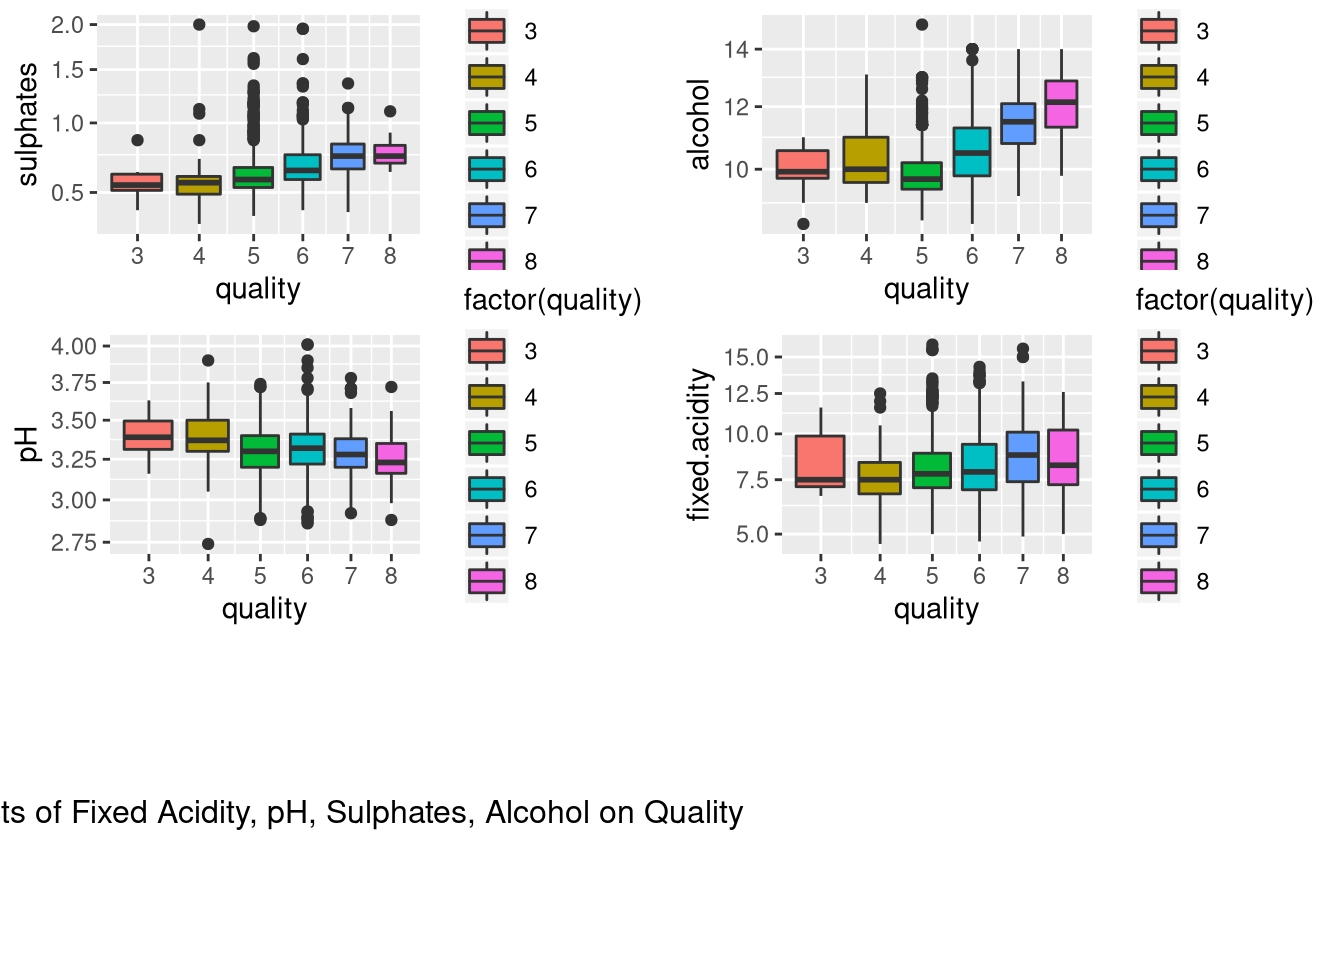 sulphates
2.0
1.5
1.0
0.5
3 4 5 6 7 8
quality
3
4
5
6
7
8
alcohol
14
12
10
3 4 5 6 7 8
quality
3
4
5
6
7
8
pH
4.00
3.75
3.50
3.25
3.00
2.75
3 4 5 6 7 8
quality
factor(quality)
3
4
5
6
7
8
fixed.acidity
15.0
12.5
10.0
7.5
5.0
3 4 5 6 7 8
quality
factor(quality)
3
4
5
6
7
8
ts of Fixed Acidity, pH, Sulphates, Alcohol on Quality